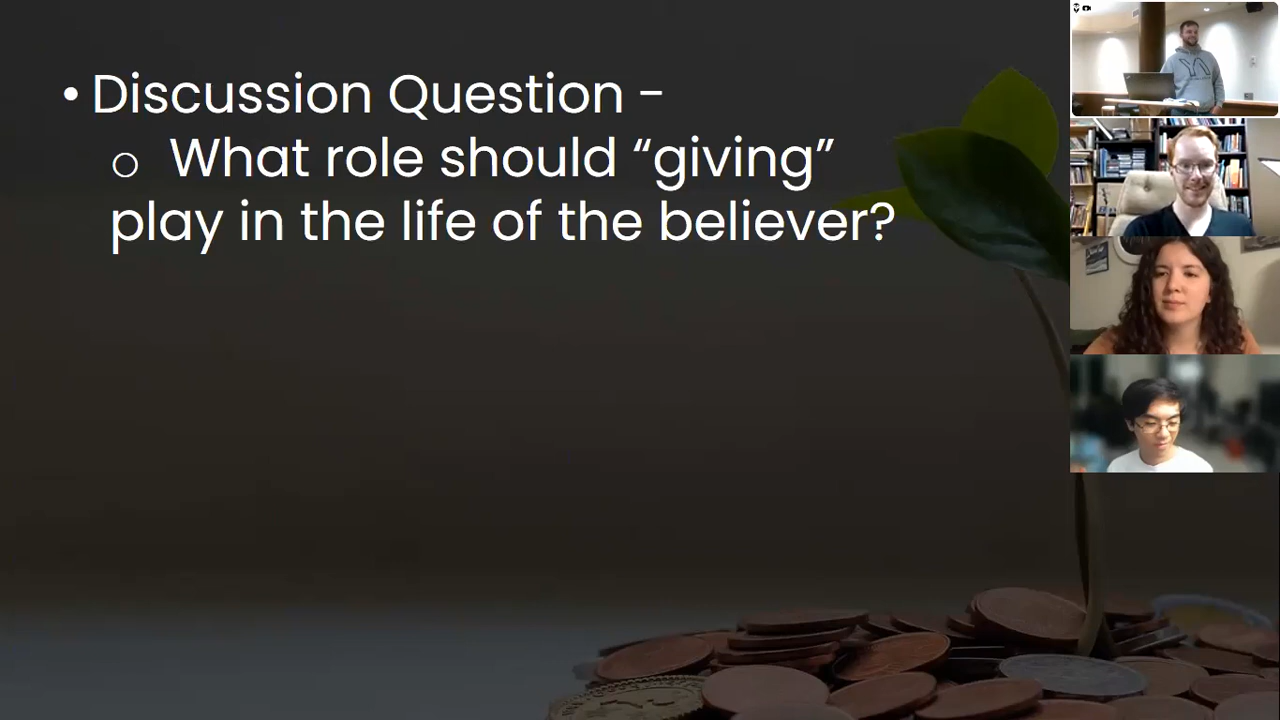 • Discussion Question -
o What role should “giving”
play in the life of the believer?